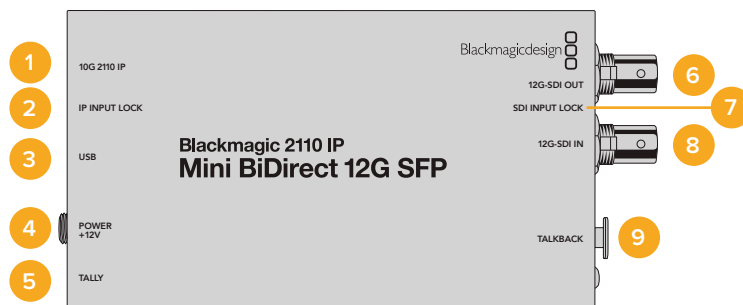 1
10G 2110 IP
2
IP INPUT LOCK
3
USB
4
POWER
+12V
5
TALLY
Blackmagic 2110 IP
Mini BiDirect 12G SFP
Blackmagicdesign
12G-SDI OUT
6
SDI INPUT LOCK
7
12G-SDI IN
8
TALKBACK
9